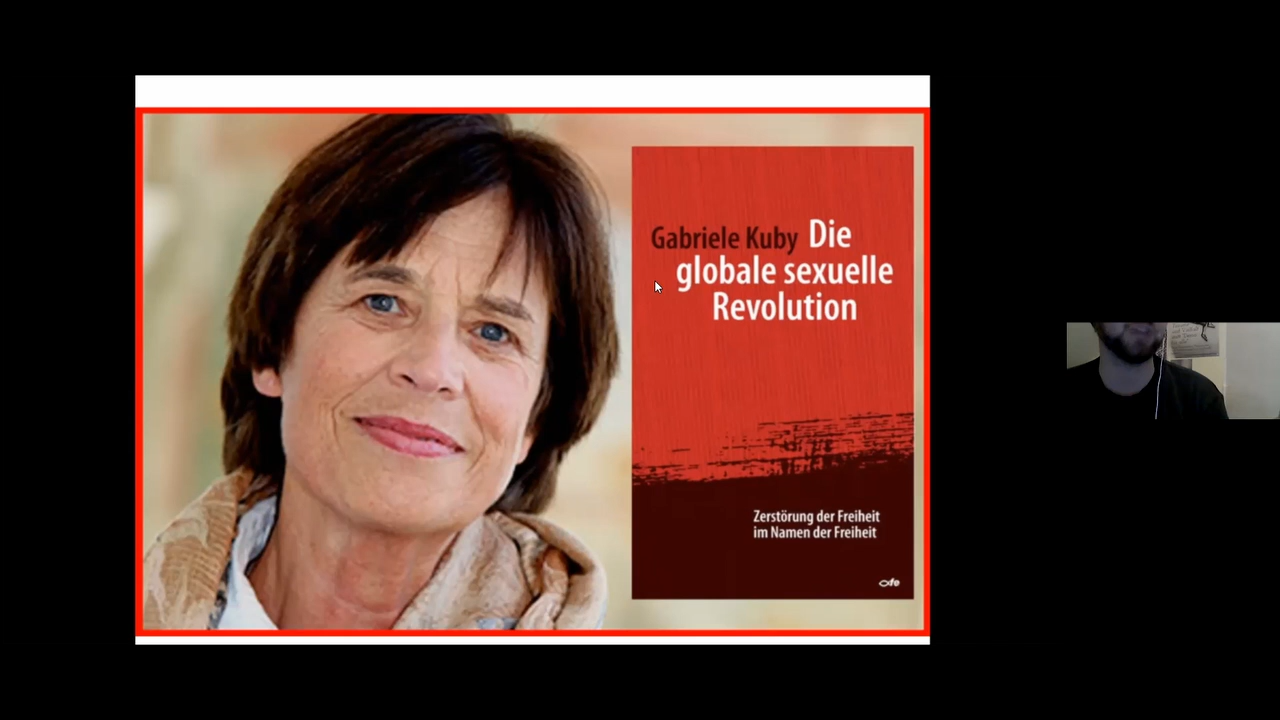 Gabriele Kuby Die
globale sexuelle
Revolution
Zerstörung der Freiheit
im Namen der Freiheit
fe